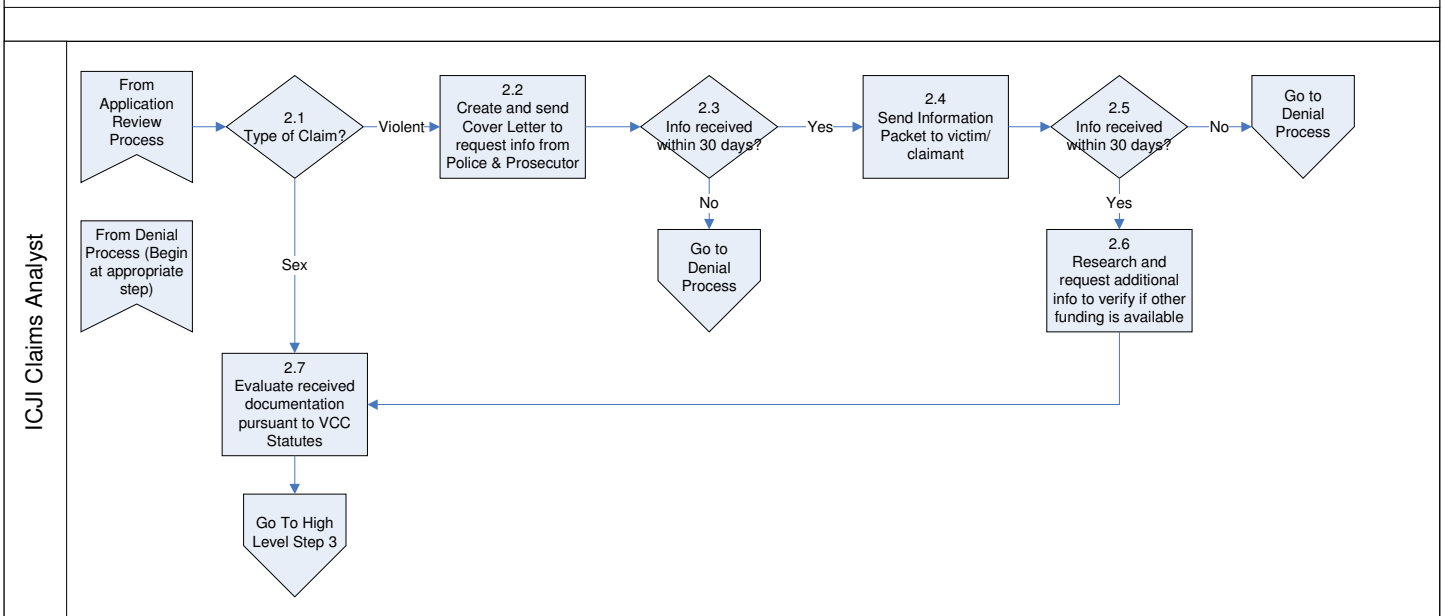 ICJI Claims Analyst
From
Application
Review
Process
2.1
Type of Claim?
Violent
2.2
Create and send
Cover Letter to
request info from
Police & Prosecutor
2.3
Info received
within 30 days?
Yes
2.4
Send Information
Packet to victim/
claimant
2.5
Info received
within 30 days?
No
Go to
Denial
Process
No
Go to
Denial
Process
Yes
2.6
Research and
request additional
info to verify if other
funding is available
From Denial
Process (Begin
at appropriate
step)
Sex
2.7
Evaluate received
documentation
pursuant to VCC
Statutes
Go To High
Level Step 3